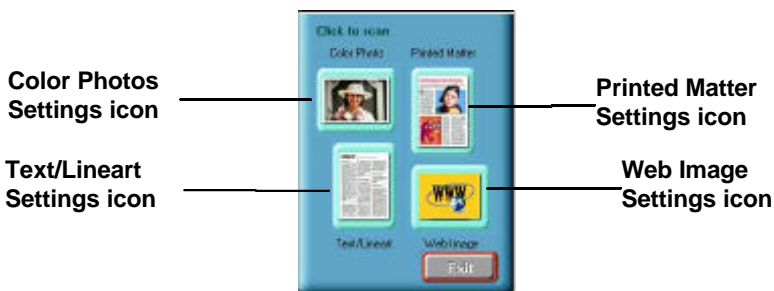 Click to scan
Color Photo
Printed Matter
Color Photos
Settings icon
Printed Matter
Settings icon
Text/Lineart
Settings icon
WWW
Web Image
Settings icon
Text/Lineart
Web Image
Exit